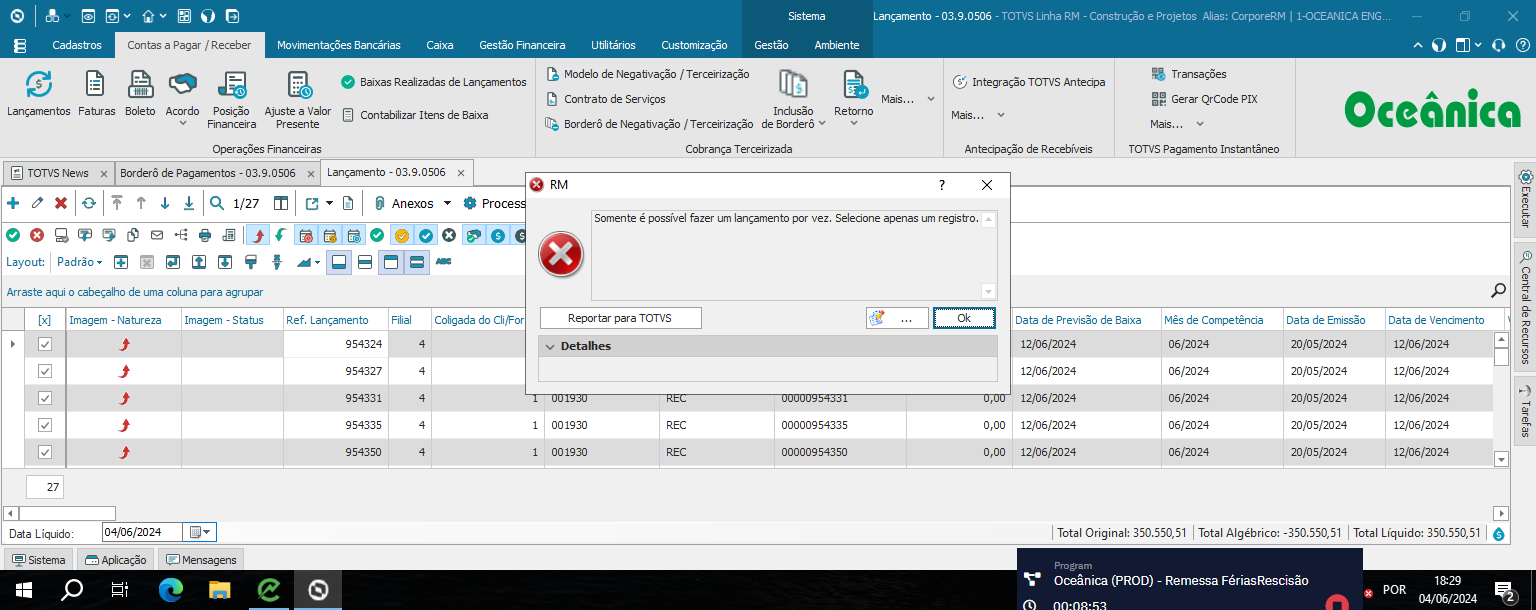 Sistema
Lançamento - 03.9.0506 - TOTVS Linha RM - Construção e Projetos Alias: CorporeRM | 1-OCEANICA ENG...
Cadastros Contas a Pagar / Receber Movimentações Bancárias Caixa Gestão Financeira Utilitários Customização Gestão Ambiente
Lançamentos
Faturas
Boleto
Acordo
Posição Financeira
Ajuste a Valor Presente
Baixas Realizadas de Lançamentos
Contabilizar Itens de Baixa
Operações Financeiras
Modelo de Negativação / Terceirização
Contrato de Serviços
Borderô de Negativação / Terceirização
Inclusão de Borderô
Retorno
Mais...
Cobrança Terceirizada
Integração TOTVS Antecipa
Mais...
Antecipação de Recebíveis
Transações
Gerar QrCode PIX
Mais...
TOTVS Pagamento Instantâneo
Oceânica
TOTVS News Borderô de Pagamentos - 03.9.0506 Lançamento - 03.9.0506
1/27 Anexos Process
Layout: Padrão
ABC
Arraste aqui o cabeçalho de uma coluna para agrupar
RM ?
Somente é possível fazer um lançamento por vez. Selecione apenas um registro.
Reportar para TOTVS ... Ok
Detalhes
[x] Imagem - Natureza Imagem - Status Ref. Lançamento Filial Coligada do Cli/For Data de Previsão de Baixa Mês de Competência Data de Emissão Data de Vencimento
954324 4 12/06/2024 06/2024 20/05/2024 12/06/2024
954327 4 12/06/2024 06/2024 20/05/2024 12/06/2024
954331 4 1 001930 REC 00000954331 0,00 12/06/2024 06/2024 20/05/2024 12/06/2024
954335 4 1 001930 REC 00000954335 0,00 12/06/2024 06/2024 20/05/2024 12/06/2024
954350 4 1 001930 REC 00000954350 0,00 12/06/2024 06/2024 20/05/2024 12/06/2024
27
Data Líquido: 04/06/2024
Total Original: 350.550,51 Total Algébrico: -350.550,51 Total Líquido: 350.550,51
Sistema Aplicação Mensagens
Executar
Central de Recursos
Tarefas
Program
Oceânica (PROD) - Remessa FériasRescisão
00:08:53
POR
18:29
04/06/2024
2